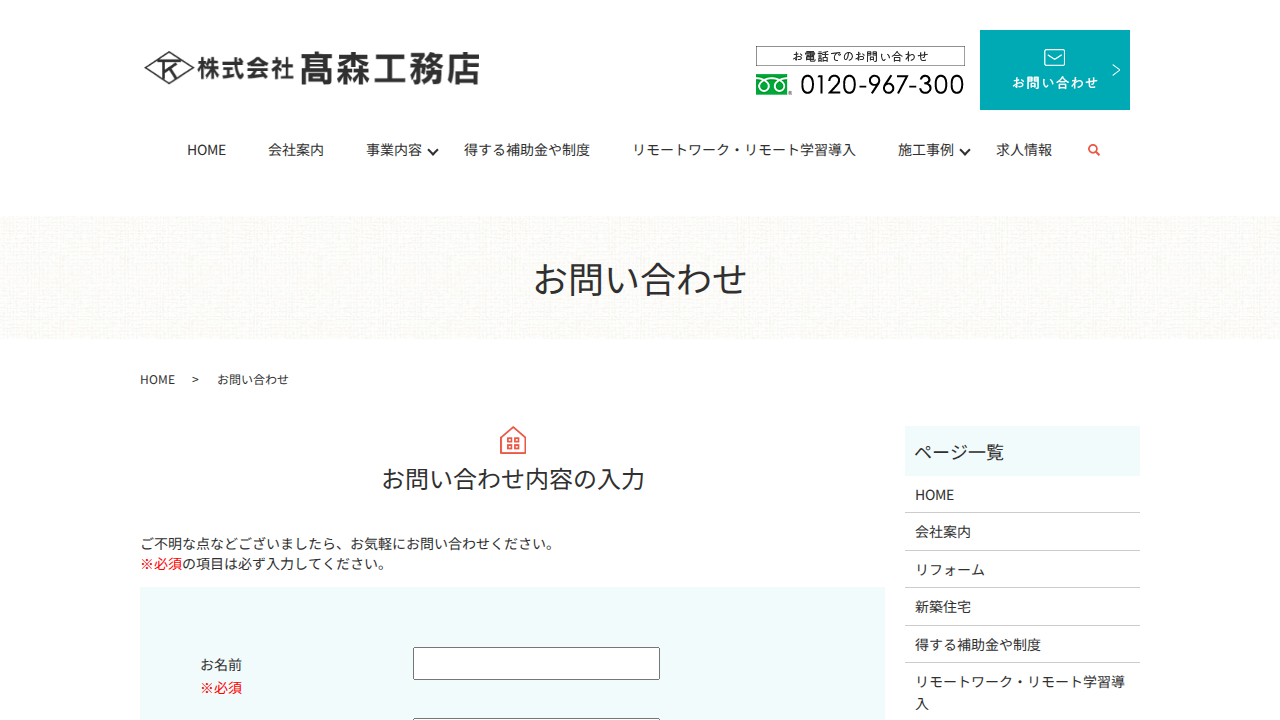 株式会社 髙森工務店
お電話でのお問い合わせ
0120-967-300
お問い合わせ
HOME 会社案内 事業内容 得する補助金や制度 リモートワーク・リモート学習導入 施工事例 求人情報
お問い合わせ
HOME > お問い合わせ
お問い合わせ内容の入力
ご不明な点などございましたら、お気軽にお問い合わせください。
※必須の項目は必ず入力してください。
お名前
※必須
ページ一覧
HOME
会社案内
リフォーム
新築住宅
得する補助金や制度
リモートワーク・リモート学習導
入